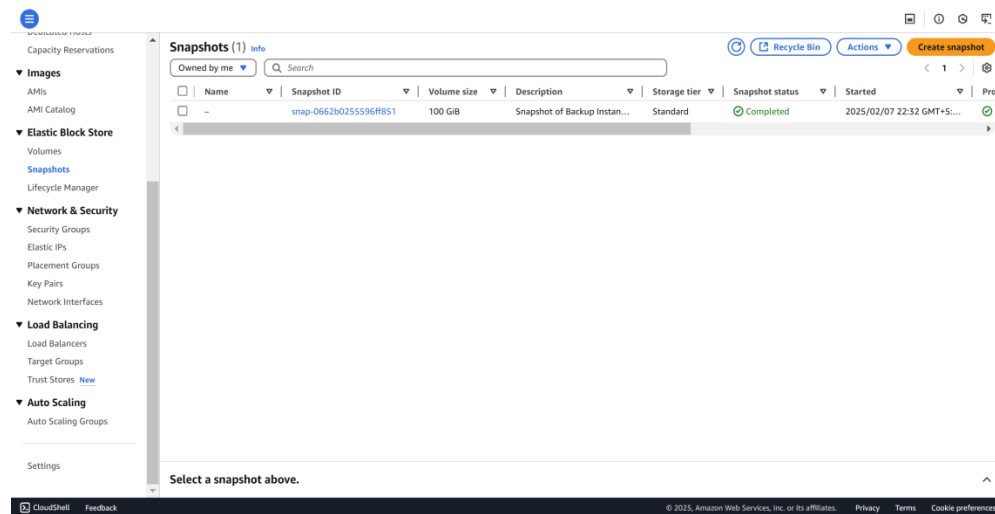 Capacity Reservations
Images
AMIs
AMI Catalog
Elastic Block Store
Volumes
Snapshots
Lifecycle Manager
Network & Security
Security Groups
Elastic IPs
Placement Groups
Key Pairs
Network Interfaces
Load Balancing
Load Balancers
Target Groups
Trust Stores New
Auto Scaling
Auto Scaling Groups
Settings
Snapshots (1) Info
Recycle Bin
Actions
Create snapshot
Owned by me
Search
1
Name Snapshot ID Volume size Description Storage tier Snapshot status Started Pro
– snap-0662b0255596ff851 100 GiB Snapshot of Backup Instan... Standard Completed 2025/02/07 22:32 GMT+5:...
Select a snapshot above.
CloudShell Feedback © 2025, Amazon Web Services, Inc. or its affiliates. Privacy Terms Cookie preferences